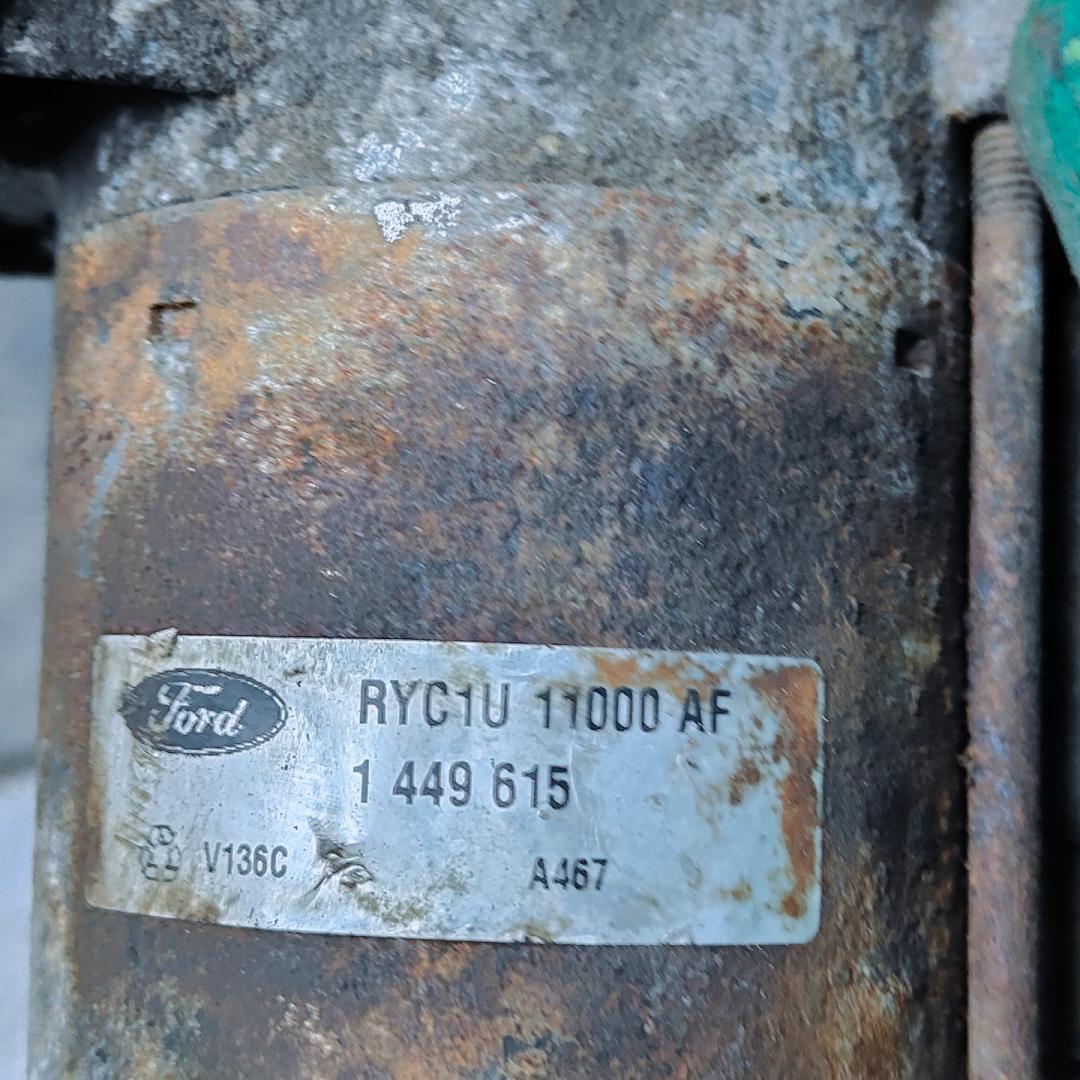 Ford
RYC1U 11000 AF
1 449 615
V136C
A467